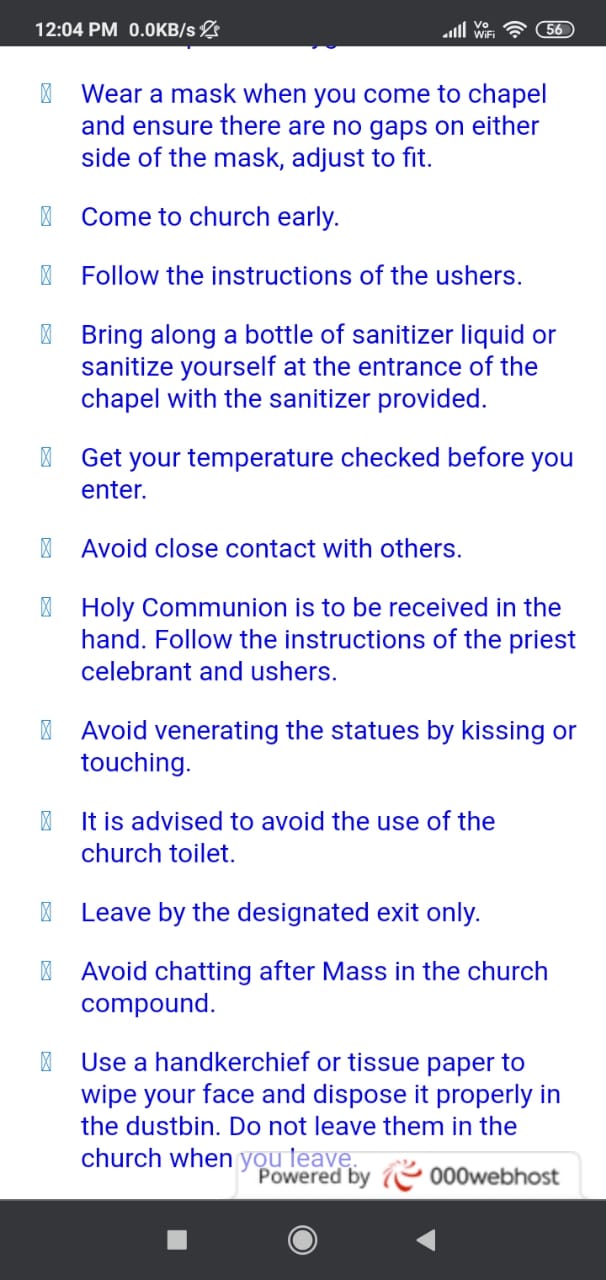 12:04 PM 0.0KB/s
Vo
WiFi
56
Wear a mask when you come to chapel
and ensure there are no gaps on either
side of the mask, adjust to fit.
Come to church early.
Follow the instructions of the ushers.
Bring along a bottle of sanitizer liquid or
sanitize yourself at the entrance of the
chapel with the sanitizer provided.
Get your temperature checked before you
enter.
Avoid close contact with others.
Holy Communion is to be received in the
hand. Follow the instructions of the priest
celebrant and ushers.
Avoid venerating the statues by kissing or
touching.
It is advised to avoid the use of the
church toilet.
Leave by the designated exit only.
Avoid chatting after Mass in the church
compound.
Use a handkerchief or tissue paper to
wipe your face and dispose it properly in
the dustbin. Do not leave them in the
church when you leave.
Powered by 000webhost